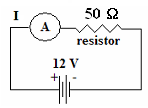 I
50 Ω
A
resistor
12 V
+ -